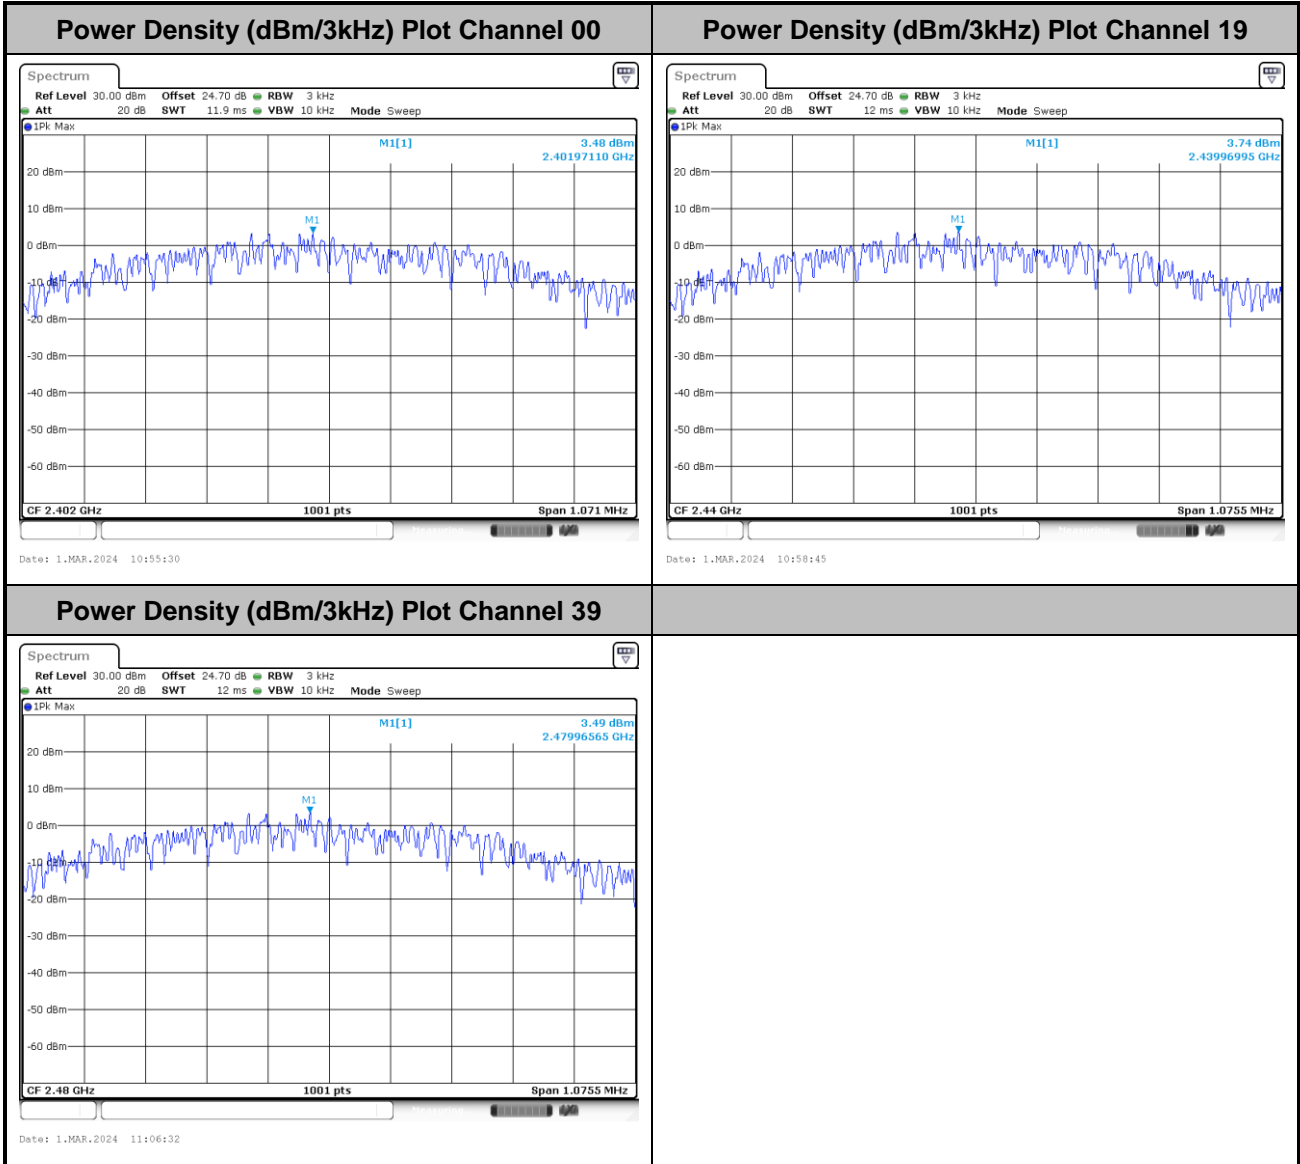 Power Density (dBm/3kHz) Plot Channel 00
Spectrum
Ref Level 30.00 dBm Offset 24.70 dB RBW 3 kHz
Att 20 dB SWT 11.9 ms VBW 10 kHz Mode Sweep
1Pk Max
M1[1] 3.48 dBm
2.40197110 GHz
20 dBm
10 dBm
M1
0 dBm
-10 dBm
-20 dBm
-30 dBm
-40 dBm
-50 dBm
-60 dBm
CF 2.402 GHz 1001 pts Span 1.071 MHz
Date: 1.MAR.2024 10:55:30
Power Density (dBm/3kHz) Plot Channel 19
Spectrum
Ref Level 30.00 dBm Offset 24.70 dB RBW 3 kHz
Att 20 dB SWT 12 ms VBW 10 kHz Mode Sweep
1Pk Max
M1[1] 3.74 dBm
2.43996995 GHz
20 dBm
10 dBm
M1
0 dBm
-10 dBm
-20 dBm
-30 dBm
-40 dBm
-50 dBm
-60 dBm
CF 2.44 GHz 1001 pts Span 1.0755 MHz
Date: 1.MAR.2024 10:58:45
Power Density (dBm/3kHz) Plot Channel 39
Spectrum
Ref Level 30.00 dBm Offset 24.70 dB RBW 3 kHz
Att 20 dB SWT 12 ms VBW 10 kHz Mode Sweep
1Pk Max
M1[1] 3.49 dBm
2.47996565 GHz
20 dBm
10 dBm
M1
0 dBm
-10 dBm
-20 dBm
-30 dBm
-40 dBm
-50 dBm
-60 dBm
CF 2.48 GHz 1001 pts Span 1.0755 MHz
Measuring...
Date: 1.MAR.2024 11:06:32